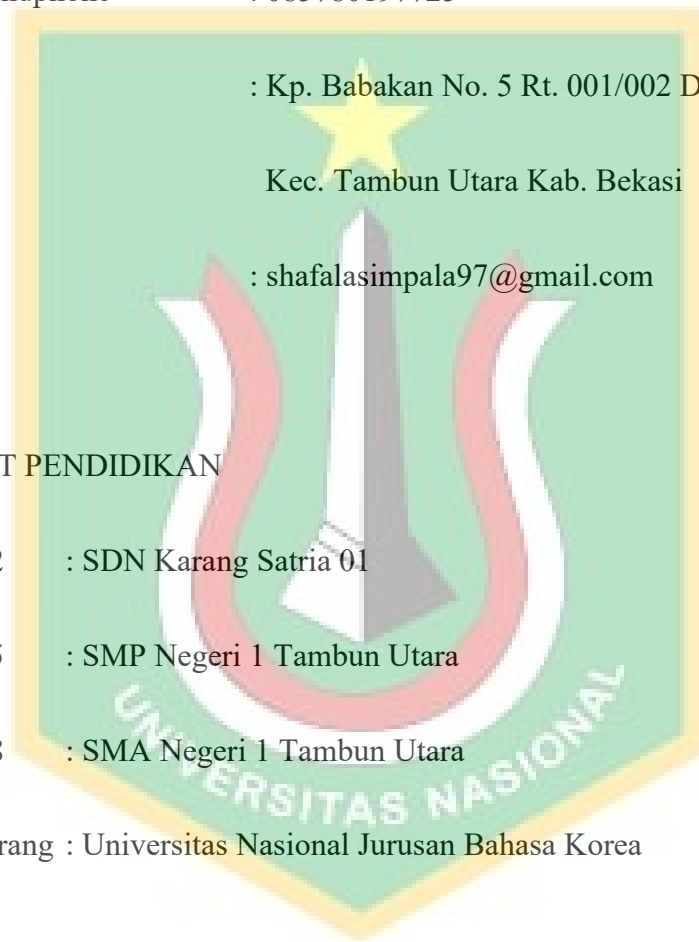 : Kp. Babakan No. 5 Rt. 001/002 D
Kec. Tambun Utara Kab. Bekasi
: shafalasimpala97@gmail.com
T PENDIDIKAN
: SDN Karang Satria 01
: SMP Negeri 1 Tambun Utara
: SMA Negeri 1 Tambun Utara
rang : Universitas Nasional Jurusan Bahasa Korea
UNIVERSITAS NASIONAL